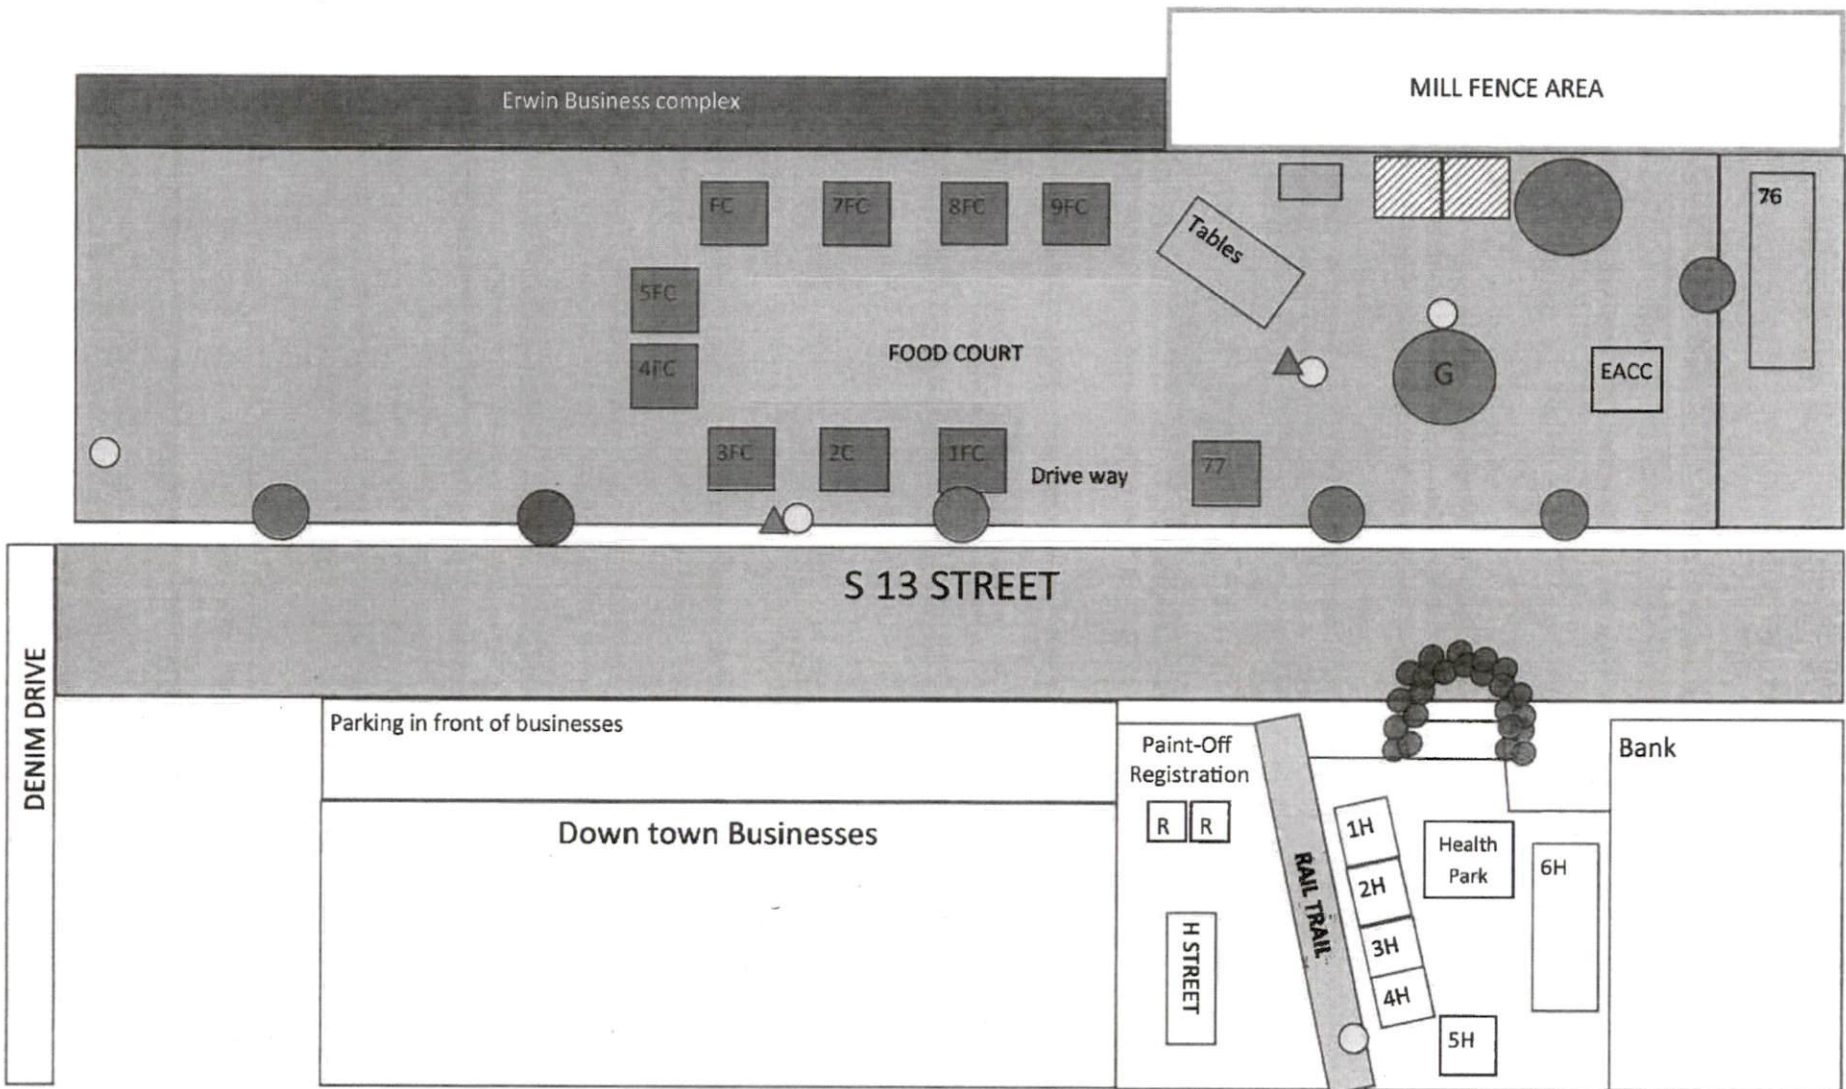 MILL FENCE AREA
Erwin Business complex
FC
7FC
8FC
9FC
Tables
76
5FC
4FC
FOOD COURT
G
EACC
3FC
2C
1FC
Drive way
77
S 13 STREET
DENIM DRIVE
Parking in front of businesses
Down town Businesses
Paint-Off
Registration
R R
H STREET
RAIL TRAIL
1H
2H
3H
4H
5H
Health
Park
6H
Bank